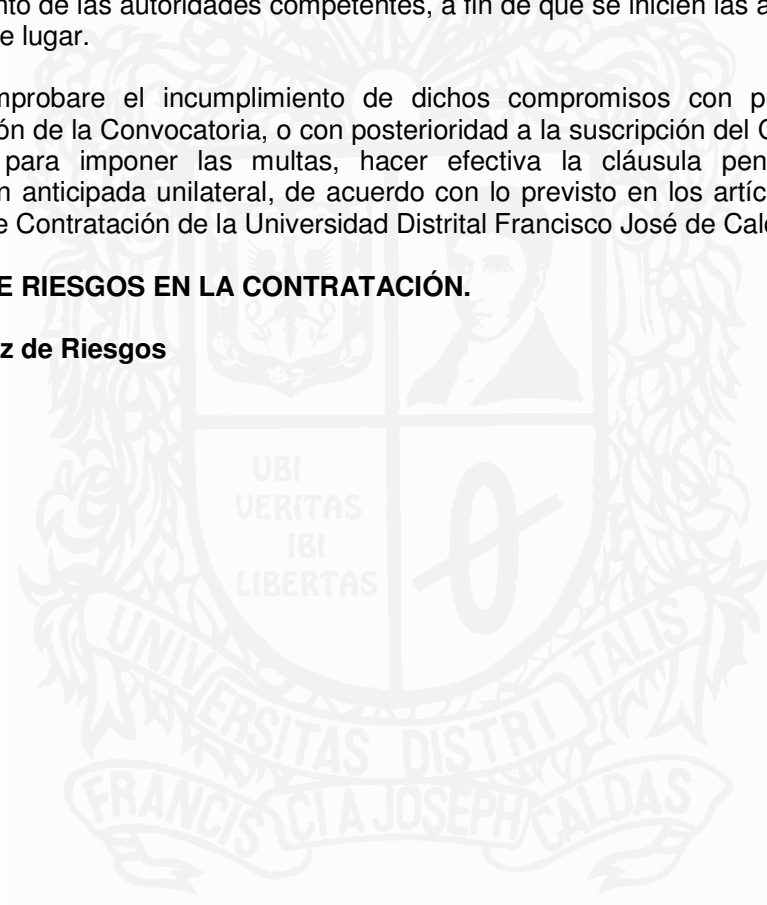 nto de las autoridades competentes, a fin de que se inicien las a
e lugar.
mprobare el incumplimiento de dichos compromisos con p
ón de la Convocatoria, o con posterioridad a la suscripción del C
para imponer las multas, hacer efectiva la cláusula pen
n anticipada unilateral, de acuerdo con lo previsto en los artíc
e Contratación de la Universidad Distrital Francisco José de Cal
E RIESGOS EN LA CONTRATACIÓN.
z de Riesgos
UBI
VERITAS
IBI
LIBERTAS
UNIVERSITAS DISTRITALIS
FRANCISCI A JOSEPH CALDAS